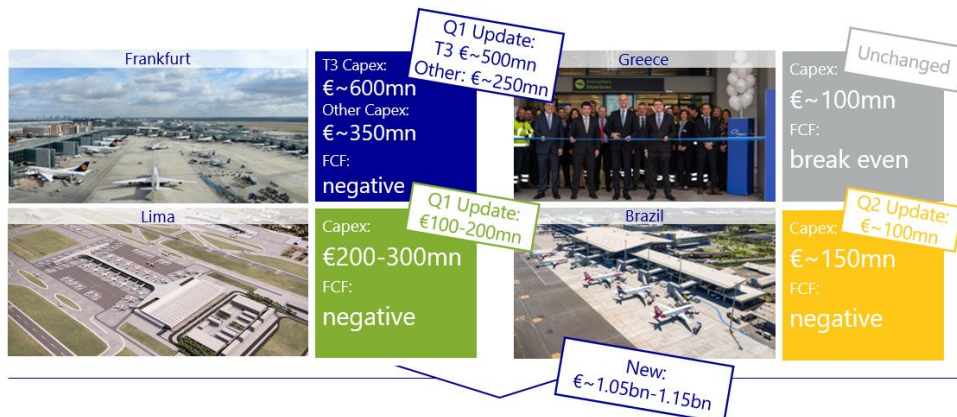 Frankfurt
T3 Capex:
€~600mn
Other Capex:
€~350mn
FCF:
negative
Q1 Update:
T3 €~500mn
Other: €~250mn
Greece
Capex:
€~100mn
FCF:
break even
Unchanged
Lima
Capex:
€200-300mn
FCF:
negative
Q1 Update:
€100-200mn
Brazil
Capex:
€~150mn
FCF:
negative
Q2 Update:
€~100mn
New:
€~1.05bn-1.15bn